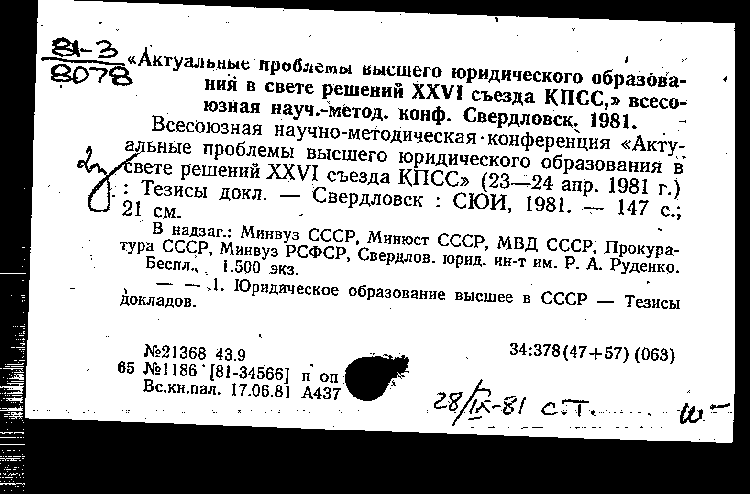 81-3
8078
«Актуальные проблемы высшего юридического образова-
ния в свете решений XXVI съезда КПСС,» всесо-
юзная науч.-метод. конф. Свердловск. 1981.
Всесоюзная научно-методическая конференция «Акту-
альные проблемы высшего юридического образования в
свете решений XXVI съезда КПСС» (23—24 апр. 1981 г.)
: Тезисы докл. — Свердловск : СЮИ, 1981. — 147 с.;
21 см.
В надзаг.: Минвуз СССР, Минюст СССР, МВД СССР, Прокура-
тура СССР, Минвуз РСФСР, Свердлов. юрид. ин-т им. Р. А. Руденко.
Беспл., 1.500 экз.
— — 1. Юридическое образование высшее в СССР — Тезисы
докладов.
№21368 43.9 34:378(47+57)(063)
65 №1186 [81-34566] п оп
Вс.кн.пал. 17.06.81 А437
28/IX-81 С.Т.